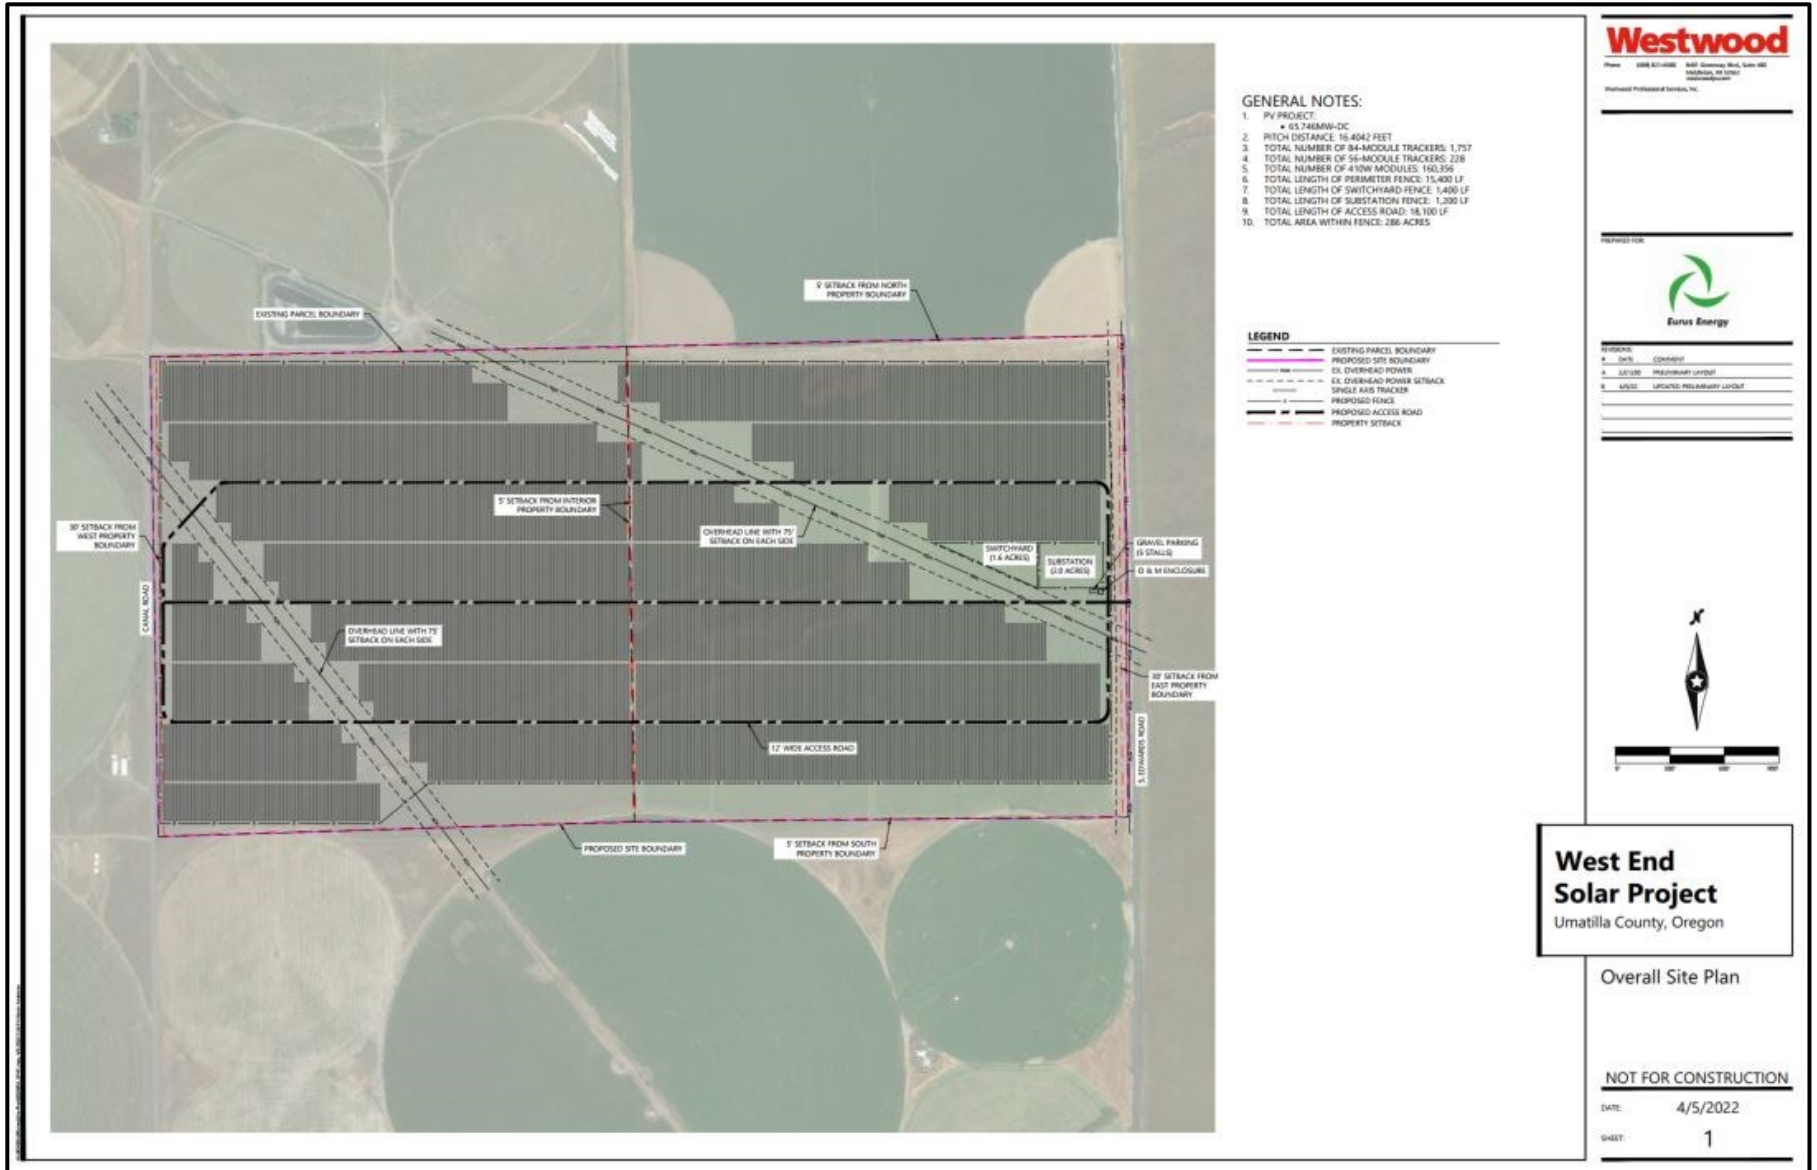 GENERAL NOTES:
1. PV PROJECT:
• 65.746MW-DC
2. PITCH DISTANCE: 16.4042 FEET
3. TOTAL NUMBER OF 84-MODULE TRACKERS: 1,757
4. TOTAL NUMBER OF 56-MODULE TRACKERS: 228
5. TOTAL NUMBER OF 410W MODULES: 160,356
6. TOTAL LENGTH OF PERIMETER FENCE: 15,400 LF
7. TOTAL LENGTH OF SWITCHYARD FENCE: 1,400 LF
8. TOTAL LENGTH OF SUBSTATION FENCE: 1,200 LF
9. TOTAL LENGTH OF ACCESS ROAD: 18,100 LF
10. TOTAL AREA WITHIN FENCE: 286 ACRES
LEGEND
EXISTING PARCEL BOUNDARY
PROPOSED SITE BOUNDARY
EX. OVERHEAD POWER
EX. OVERHEAD POWER SETBACK
SINGLE AXIS TRACKER
PROPOSED FENCE
PROPOSED ACCESS ROAD
PROPERTY SETBACK
5' SETBACK FROM NORTH
PROPERTY BOUNDARY
EXISTING PARCEL BOUNDARY
5' SETBACK FROM INTERIOR
PROPERTY BOUNDARY
30' SETBACK FROM
WEST PROPERTY
BOUNDARY
OVERHEAD LINE WITH 75'
SETBACK ON EACH SIDE
SWITCHYARD
(1.6 ACRES)
SUBSTATION
(2.0 ACRES)
GRAVEL PARKING
(5 STALLS)
O & M ENCLOSURE
CANAL ROAD
OVERHEAD LINE WITH 75'
SETBACK ON EACH SIDE
30' SETBACK FROM
EAST PROPERTY
BOUNDARY
S. EDWARDS ROAD
12' WIDE ACCESS ROAD
PROPOSED SITE BOUNDARY
5' SETBACK FROM SOUTH
PROPERTY BOUNDARY
Westwood
Phone
Westwood Professional Services, Inc.
PREPARED FOR:
Eurus Energy
REVISIONS:
# DATE COMMENT
A PRELIMINARY LAYOUT
B UPDATED PRELIMINARY LAYOUT
N
West End
Solar Project
Umatilla County, Oregon
Overall Site Plan
NOT FOR CONSTRUCTION
DATE: 4/5/2022
SHEET: 1